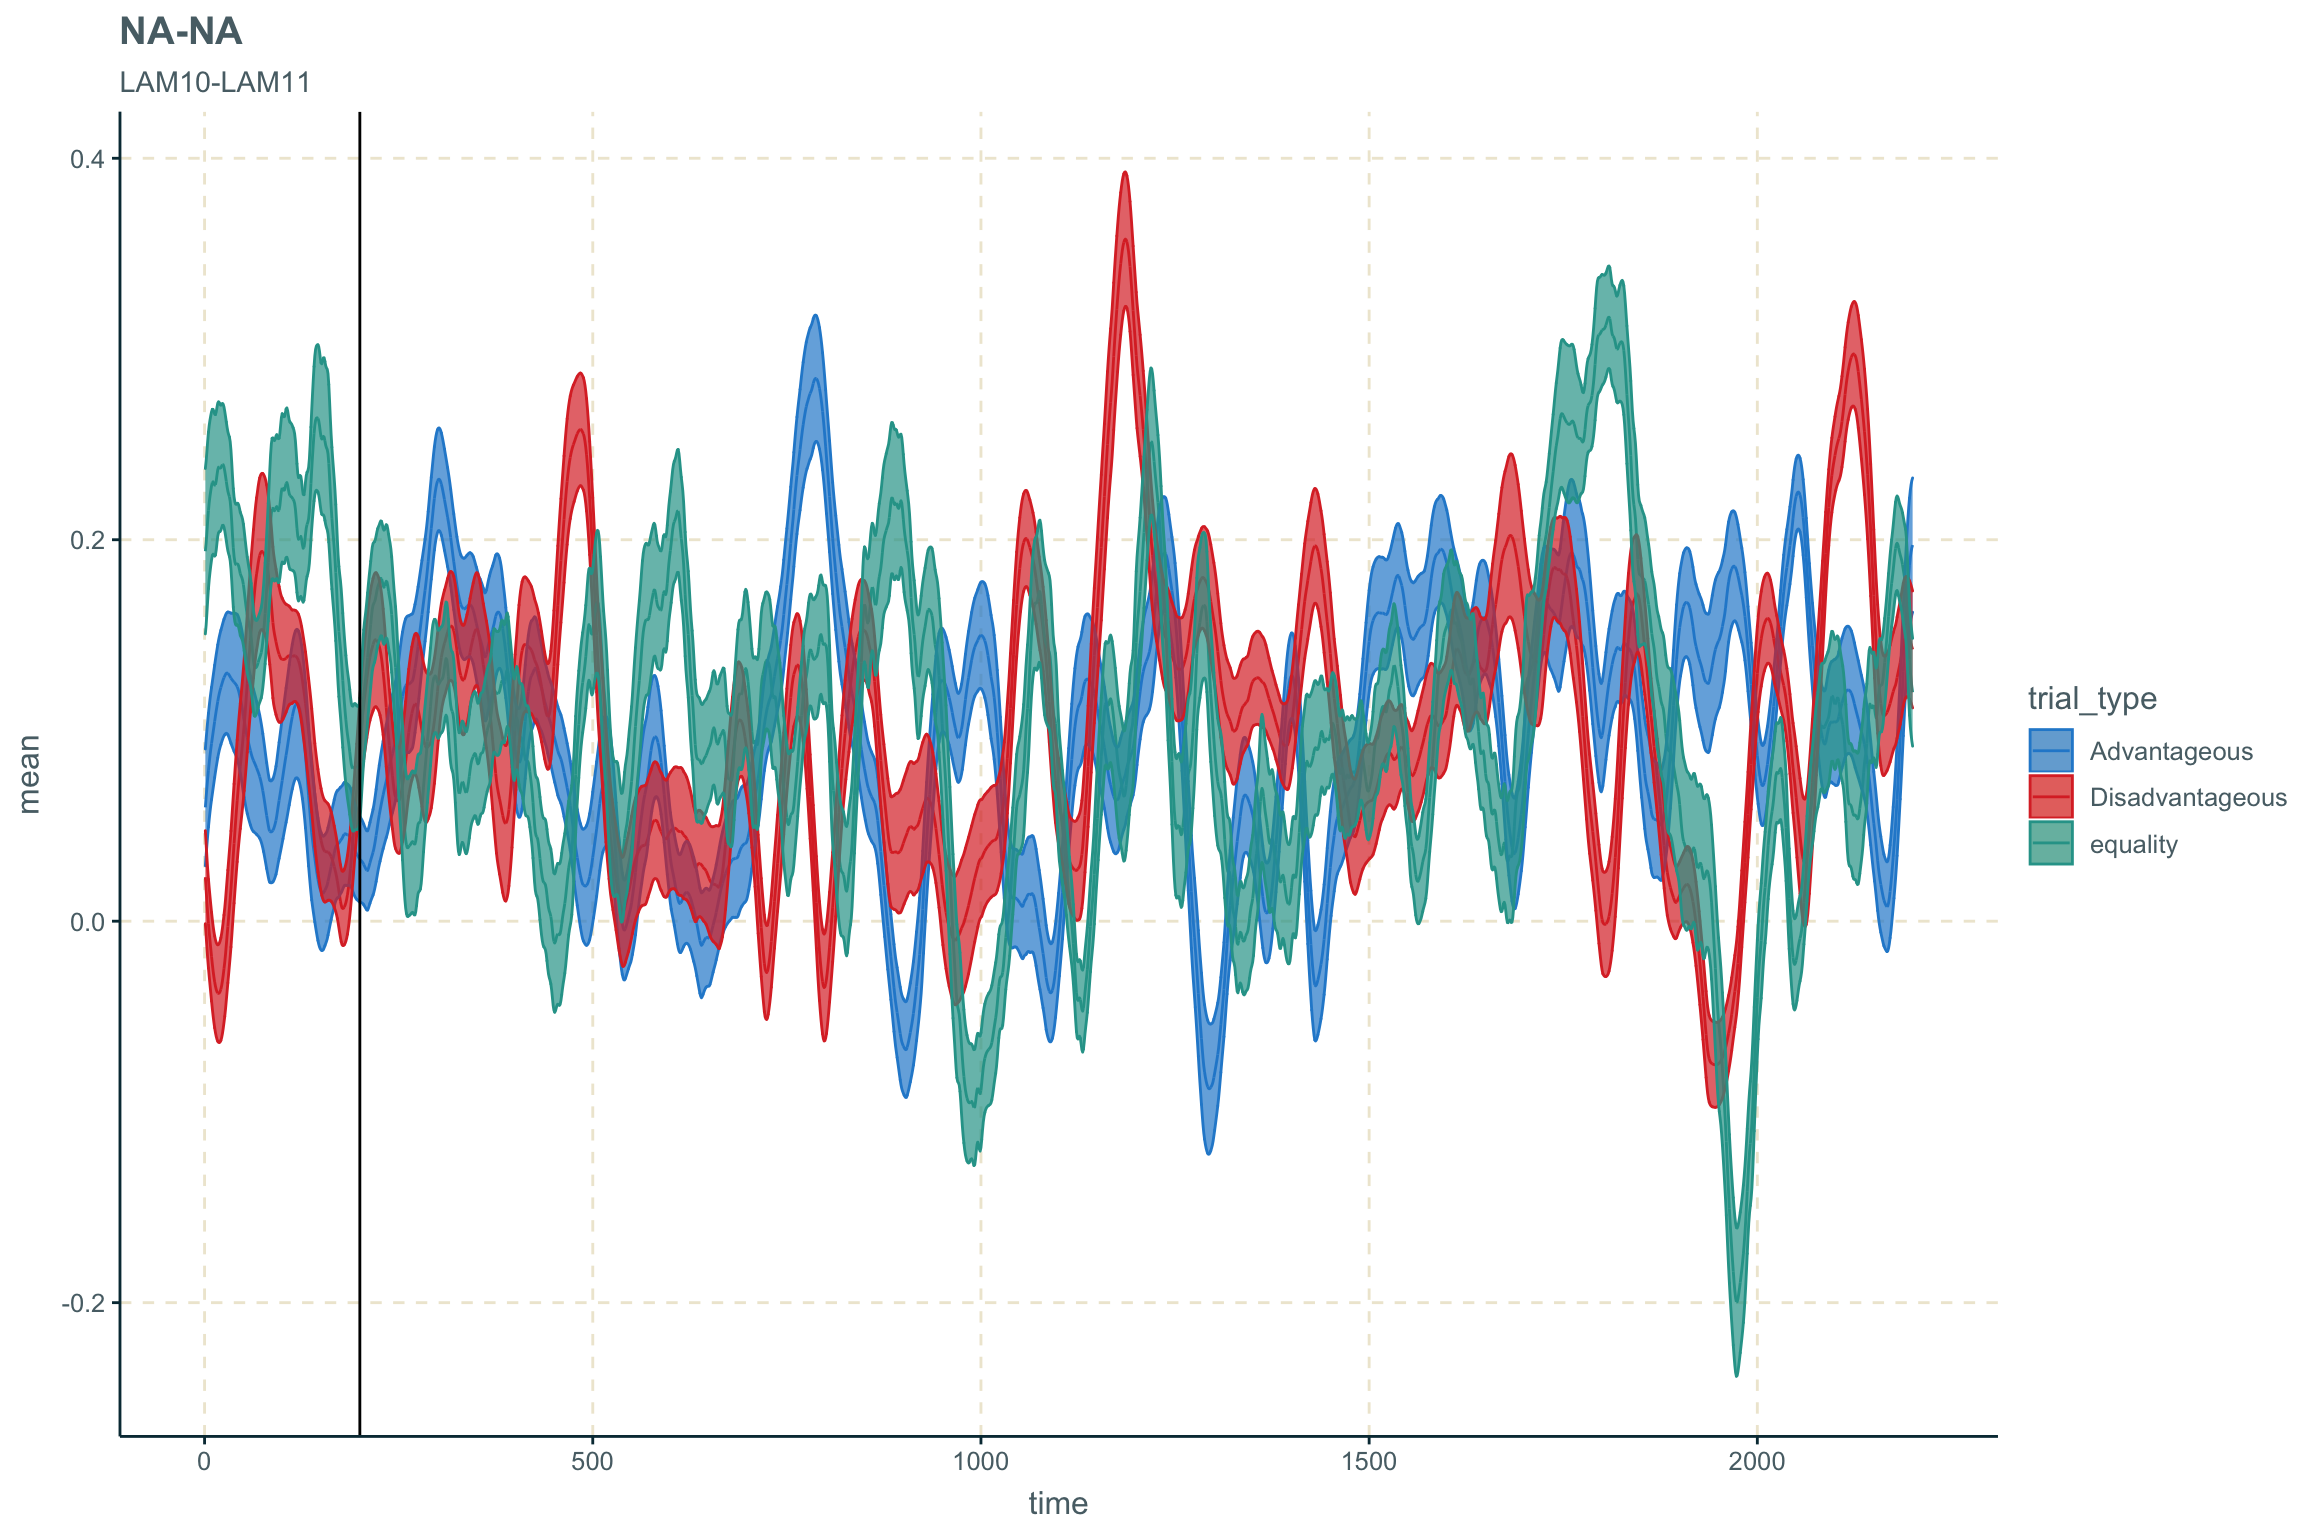 NA-NA
LAM10-LAM11
mean
0.4
0.2
0.0
-0.2
0
500
1000
1500
2000
time
trial_type
Advantageous
Disadvantageous
equality